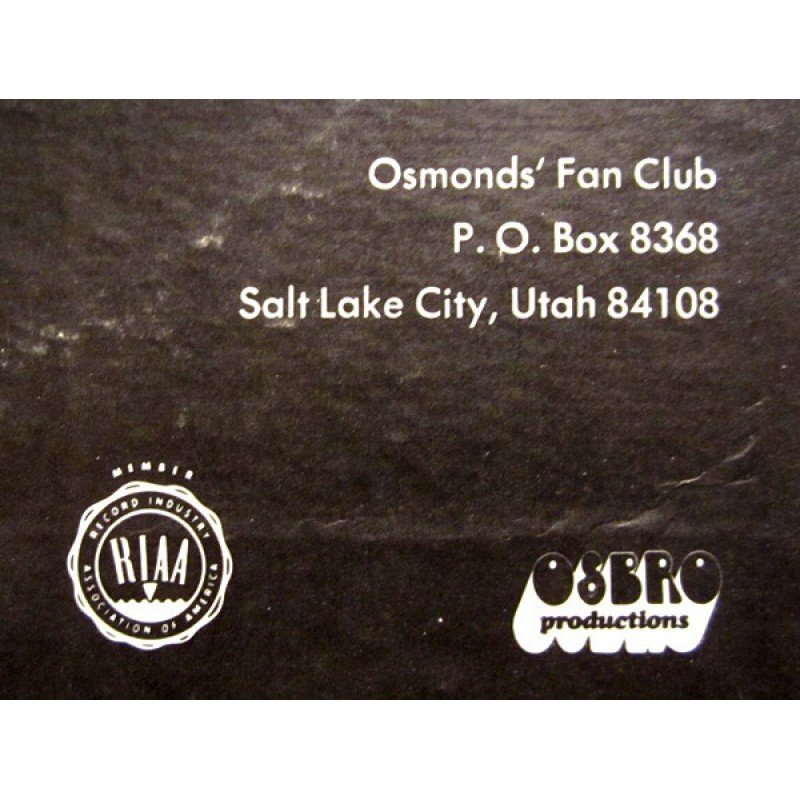 Osmonds' Fan Club
P. O. Box 8368
Salt Lake City, Utah 84108
MEMBER
RECORD INDUSTRY
RIAA
ASSOCIATION OF AMERICA
OSBRO
productions